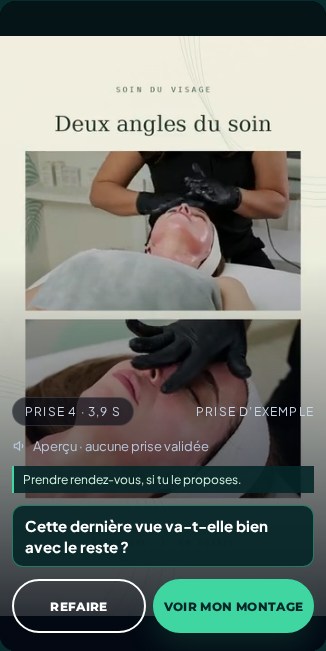 SOIN DU VISAGE
Deux angles du soin
PRISE 4 · 3,9 S
PRISE D'EXEMPLE
Aperçu · aucune prise validée
Prendre rendez-vous, si tu le proposes.
Cette dernière vue va-t-elle bien
avec le reste ?
REFAIRE
VOIR MON MONTAGE